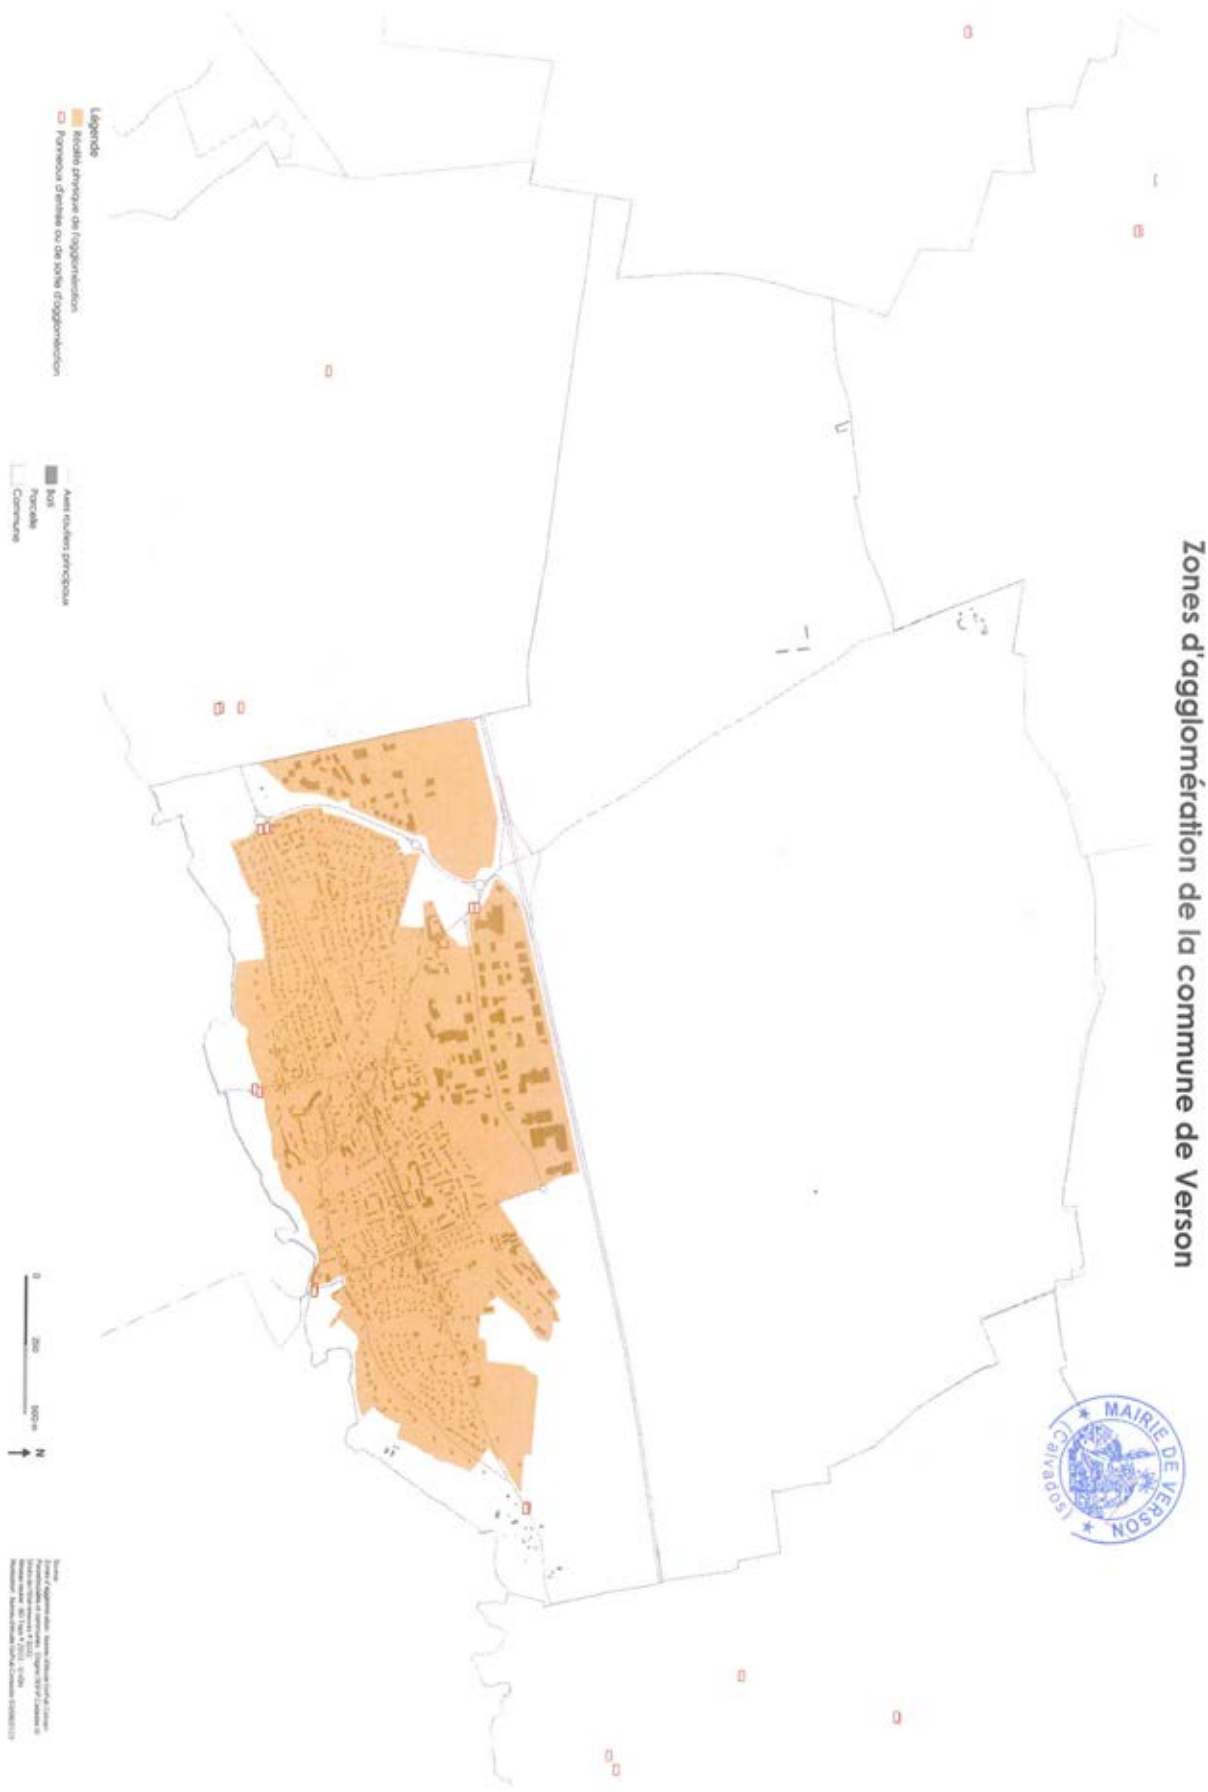 Zones d'agglomération de la commune de Verson
MAIRIE DE VERSON
(Calvados)
Légende
Réalité physique de l'agglomération
Panneaux d'entrée ou de sortie d'agglomération
Axes routiers principaux
Bâti
Parcelle
Commune
0 250 500 m
N